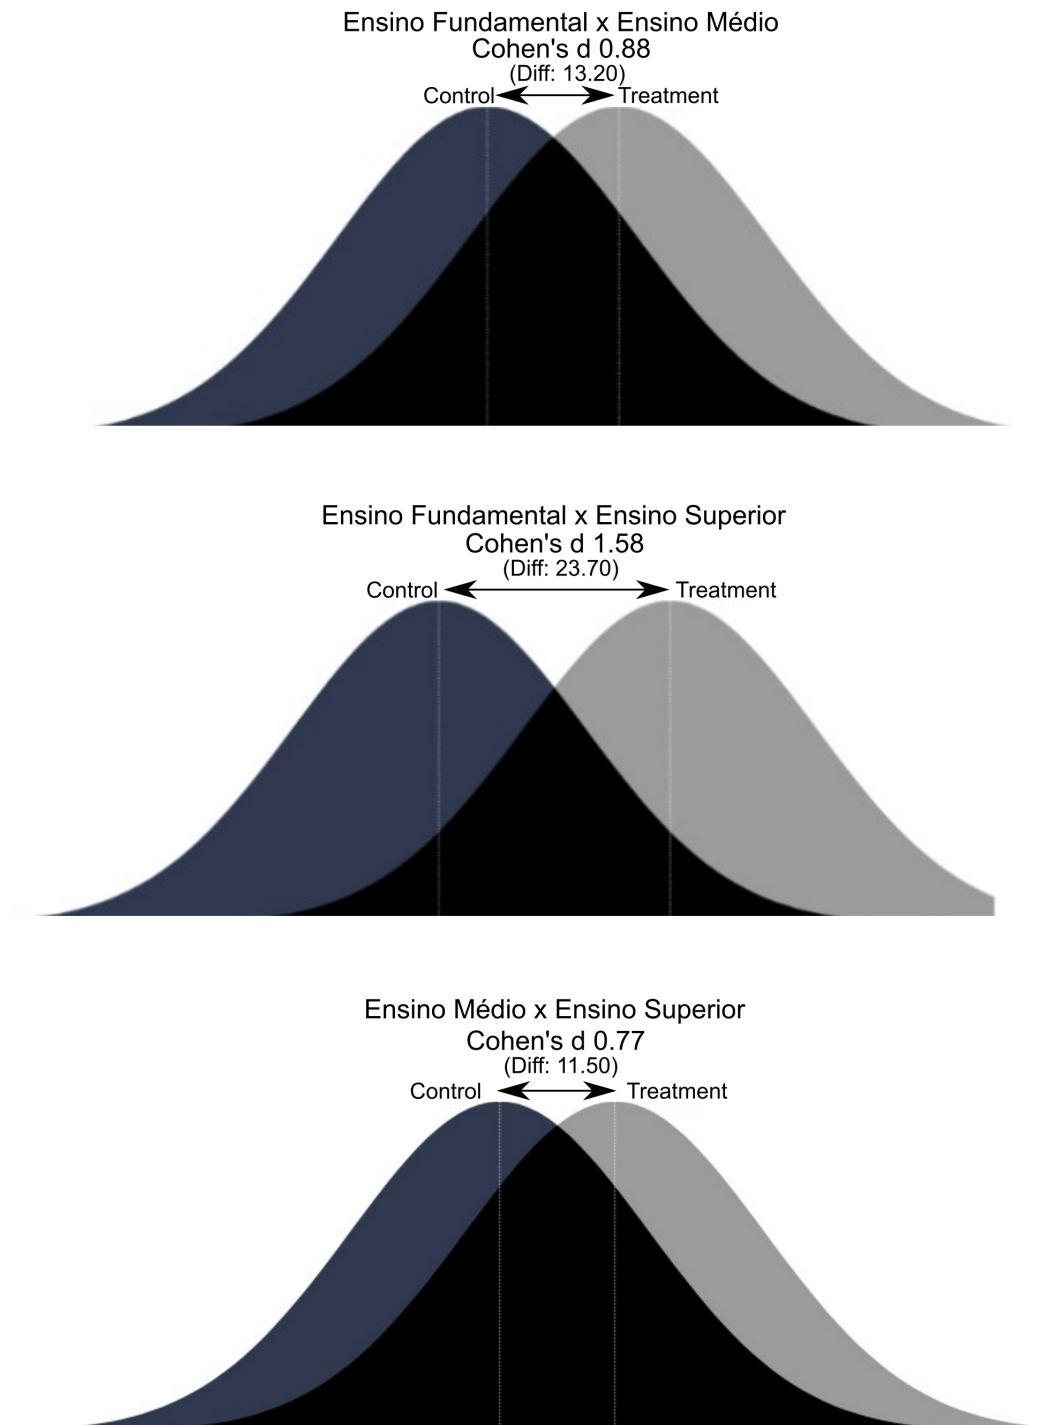 Ensino Fundamental x Ensino Médio
Cohen's d 0.88
(Diff: 13.20)
Control Treatment
Ensino Fundamental x Ensino Superior
Cohen's d 1.58
(Diff: 23.70)
Control Treatment
Ensino Médio x Ensino Superior
Cohen's d 0.77
(Diff: 11.50)
Control Treatment